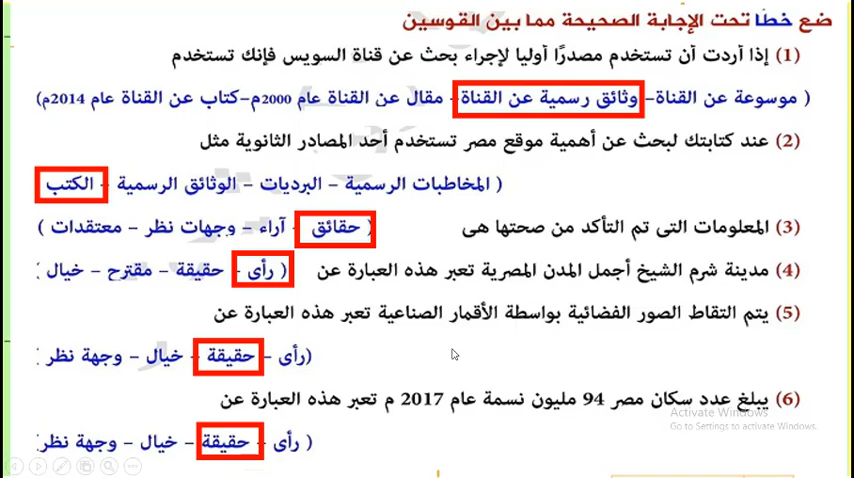 ضع خطًا تحت الإجابة الصحيحة مما بين القوسين
(1) إذا أردت أن تستخدم مصدرًا أوليا لإجراء بحث عن قناة السويس فإنك تستخدم
( موسوعة عن القناة– وثائق رسمية عن القناة– مقال عن القناة عام 2000م–كتاب عن القناة عام 2014م)
(2) عند كتابتك لبحث عن أهمية موقع مصر تستخدم أحد المصادر الثانوية مثل
( المخاطبات الرسمية – البرديات – الوثائق الرسمية – الكتب
(3) المعلومات التى تم التأكد من صحتها هى ( حقائق – آراء – وجهات نظر – معتقدات )
(4) مدينة شرم الشيخ أجمل المدن المصرية تعبر هذه العبارة عن ( رأى – حقيقة – مقترح – خيال )
(5) يتم التقاط الصور الفضائية بواسطة الأقمار الصناعية تعبر هذه العبارة عن
(رأى – حقيقة – خيال – وجهة نظر )
(6) يبلغ عدد سكان مصر 94 مليون نسمة عام 2017 م تعبر هذه العبارة عن
( رأى – حقيقة – خيال – وجهة نظر)
Activate Windows
Go to Settings to activate Windows.